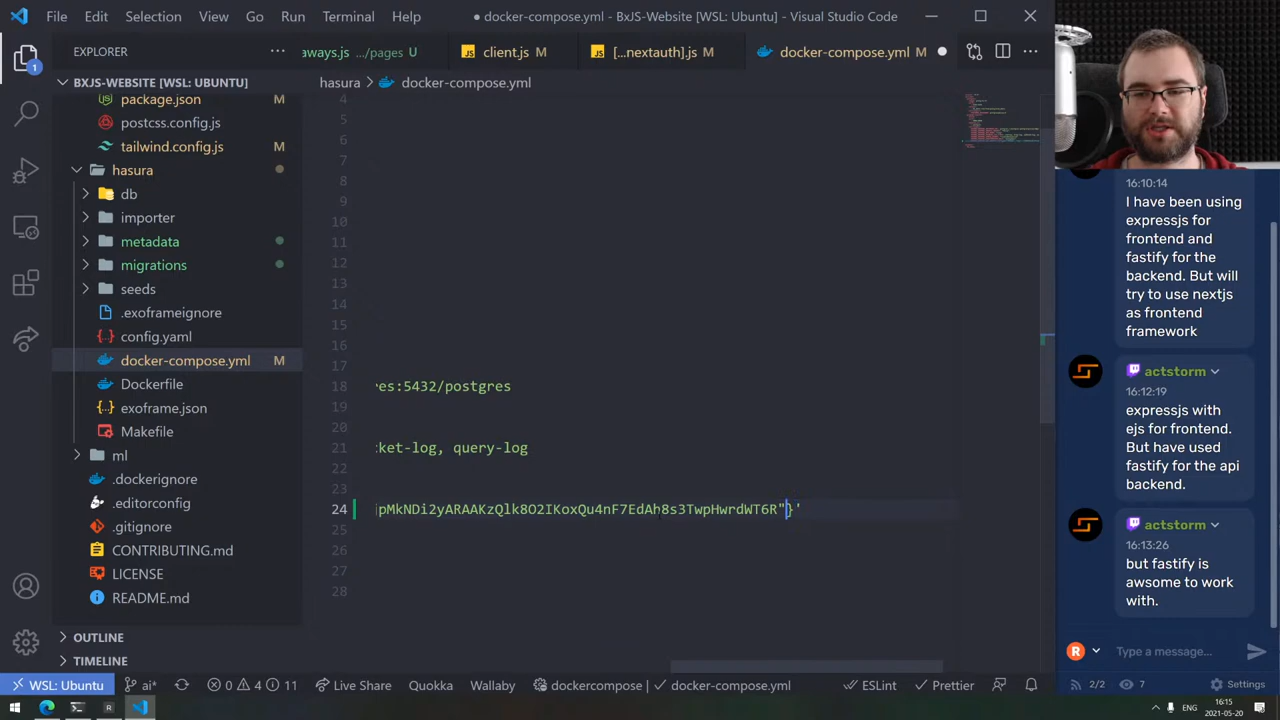 File Edit Selection View Go Run Terminal Help
● docker-compose.yml - BxJS-Website [WSL: Ubuntu] - Visual Studio Code
EXPLORER
aways.js .../pages U
JS client.js M
JS [...nextauth].js M
docker-compose.yml M
BXJS-WEBSITE [WSL: UBUNTU]
hasura > docker-compose.yml
package.json M
postcss.config.js
tailwind.config.js M
hasura
db
importer
metadata
migrations
seeds
.exoframeignore
config.yaml
docker-compose.yml M
Dockerfile
exoframe.json
Makefile
ml
.dockerignore
.editorconfig
.gitignore
CONTRIBUTING.md
LICENSE
README.md
OUTLINE
TIMELINE
4
5
6
7
8
9
10
11
12
13
14
15
16
17
18 res:5432/postgres
19
20
21 ket-log, query-log
22
23
24 pMkNDi2yARAAKzQlk8O2IKoxQu4nF7EdAh8s3TwpHwrdWT6R"}'
25
26
27
28
16:10:14
I have been using
expressjs for
frontend and
fastify for the
backend. But will
try to use nextjs
as frontend
framework
actstorm
16:12:19
expressjs with
ejs for frontend.
But have used
fastify for the api
backend.
actstorm
16:13:26
but fastify is
awsome to work
with.
R Type a message...
2/2 7 Settings
WSL: Ubuntu ai* 0 4 11 Live Share Quokka Wallaby dockercompose | ✓ docker-compose.yml ESLint ✓ Prettier
1
R
ENG
16:15
2021-05-20